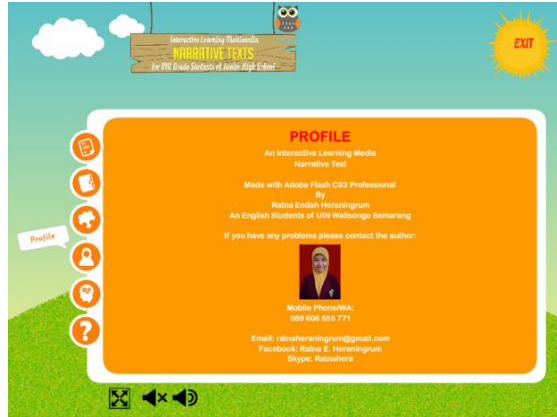 Interactive Learning Multimedia
NARRATIVE TEXTS
for VIII Grade Students of Junior High School
EXIT
PROFILE
An Interactive Learning Media
Narrative Text
Made with Adobe Flash CS3 Professional
By
Ratna Endah Heraningrum
An English Students of UIN Walisongo Semarang
If you have any problems please contact the author:
Profile
?
Mobile Phone/WA:
089 606 555 771
Email: ratnaheraningrum@gmail.com
Facebook: Ratna E. Heraningrum
Skype: Ratnahera